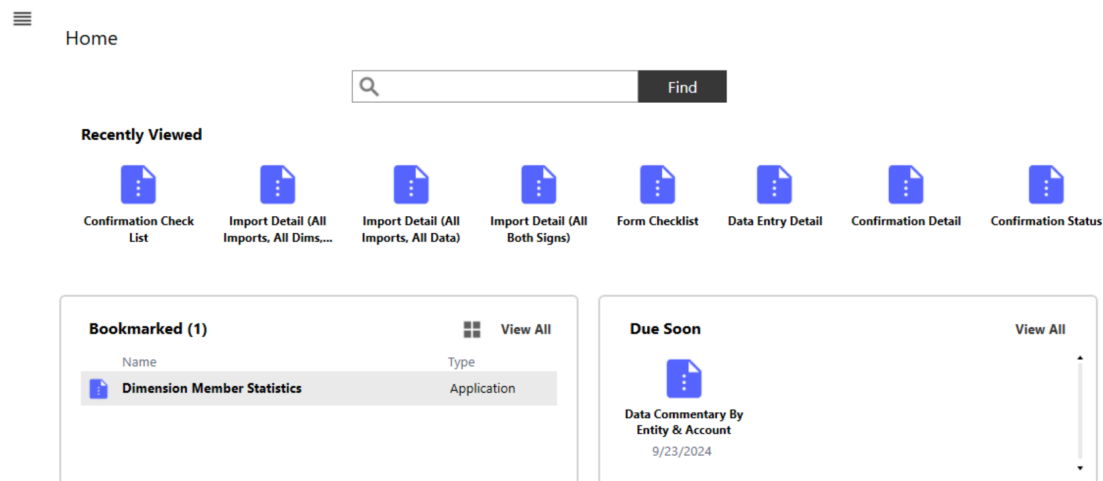 Home
Find
Recently Viewed
Confirmation Check
List
Import Detail (All
Imports, All Dims,...
Import Detail (All
Imports, All Data)
Import Detail (All
Both Signs)
Form Checklist
Data Entry Detail
Confirmation Detail
Confirmation Status
Bookmarked (1)
View All
Name
Type
Dimension Member Statistics
Application
Due Soon
View All
Data Commentary By
Entity & Account
9/23/2024